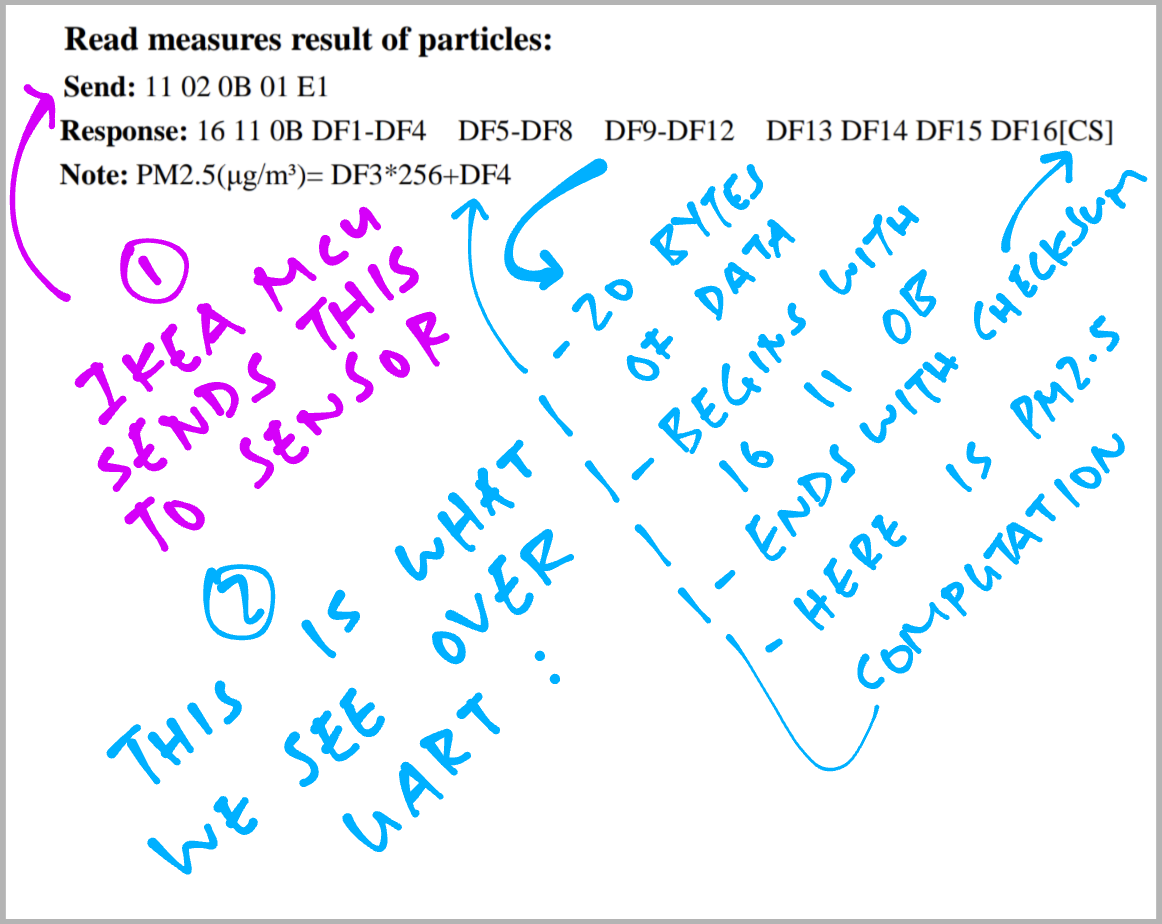 Read measures result of particles:
Send: 11 02 0B 01 E1
Response: 16 11 0B DF1-DF4 DF5-DF8 DF9-DF12 DF13 DF14 DF15 DF16[CS]
Note: PM2.5(μg/m³)= DF3*256+DF4
1
IKEA MCU
SENDS THIS
TO SENSOR
2
THIS IS WHAT
WE SEE OVER
UART :
- 20 BYTES
OF DATA
- BEGINS WITH
16 11 0B
- ENDS WITH CHECKSUM
- HERE IS PM2.5
COMPUTATION